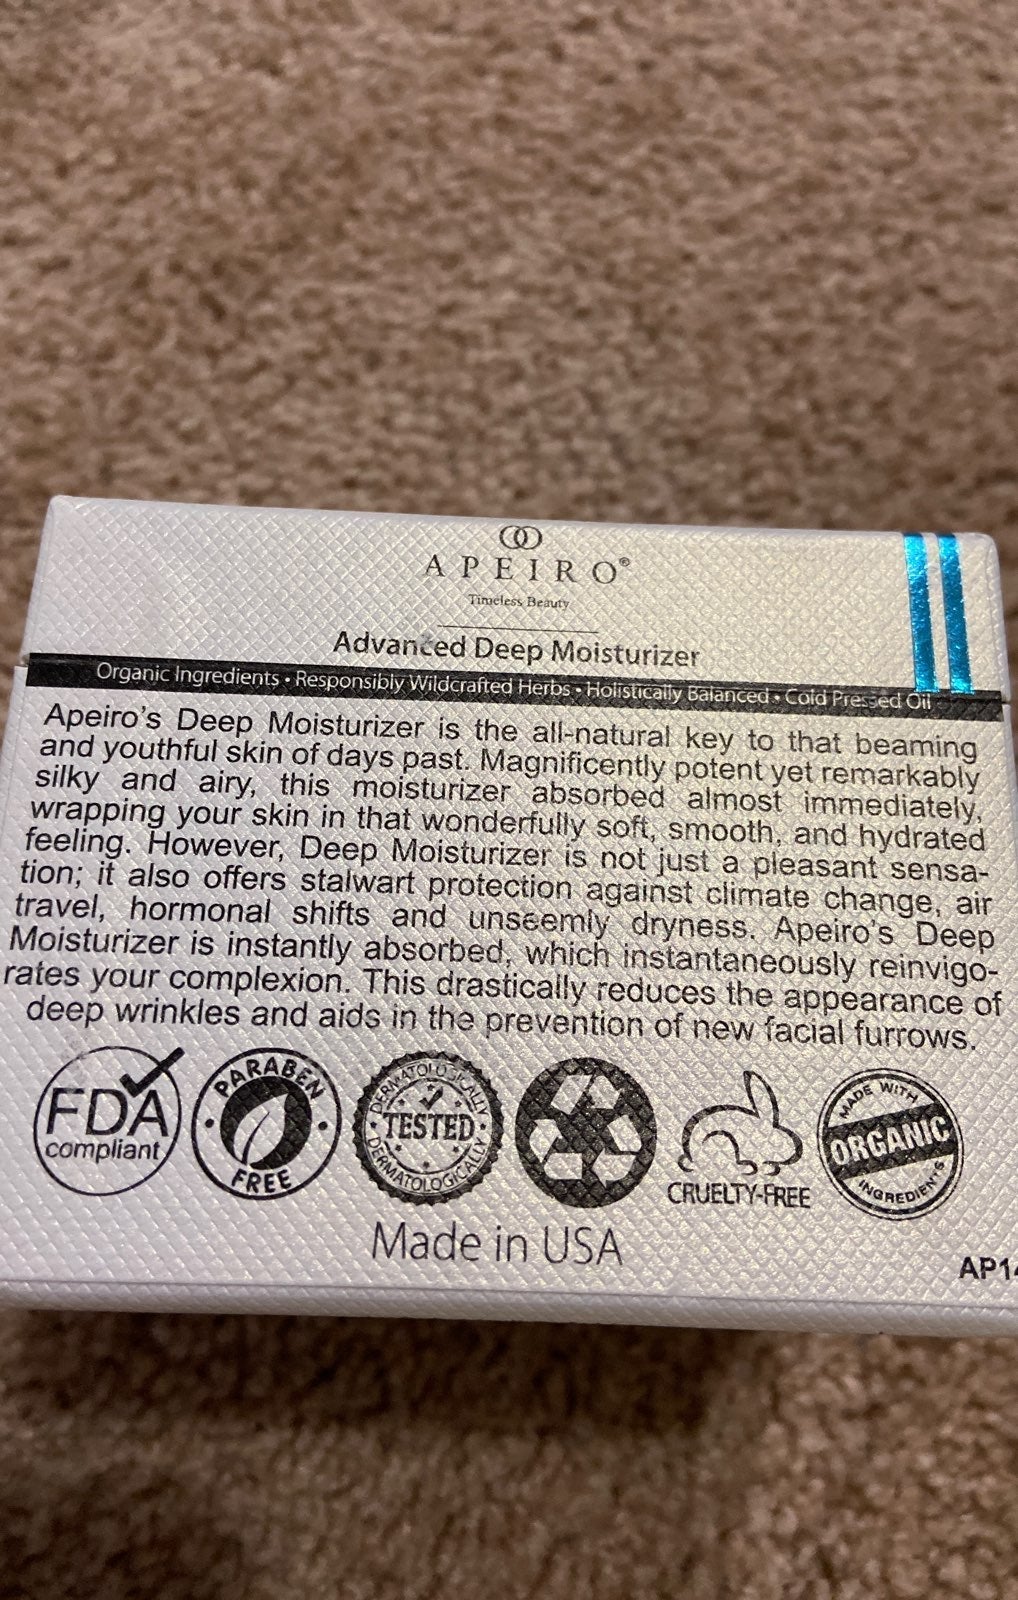 APEIRO®
Timeless Beauty
Advanced Deep Moisturizer
Organic Ingredients • Responsibly Wildcrafted Herbs • Holistically Balanced • Cold Pressed Oil
Apeiro's Deep Moisturizer is the all-natural key to that beaming
and youthful skin of days past. Magnificently potent yet remarkably
silky and airy, this moisturizer absorbed almost immediately,
wrapping your skin in that wonderfully soft, smooth, and hydrated
feeling. However, Deep Moisturizer is not just a pleasant sensa-
tion; it also offers stalwart protection against climate change, air
travel, hormonal shifts and unseemly dryness. Apeiro's Deep
Moisturizer is instantly absorbed, which instantaneously reinvigo-
rates your complexion. This drastically reduces the appearance of
deep wrinkles and aids in the prevention of new facial furrows.
FDA
compliant
PARABEN
FREE
DERMATOLOGICALLY
TESTED
DERMATOLOGICALLY
CRUELTY-FREE
MADE WITH
ORGANIC
INGREDIENTS
Made in USA
AP14